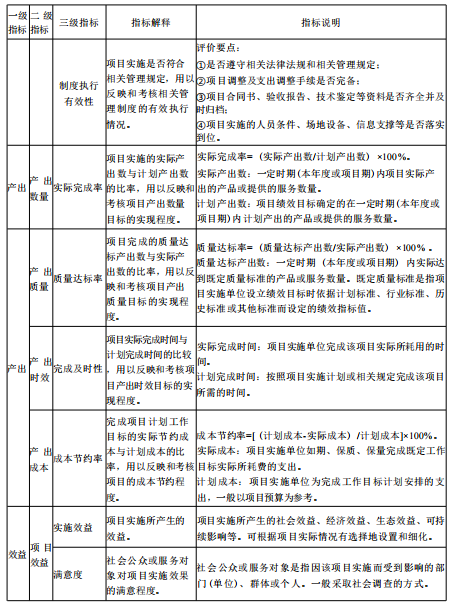 一级
指标
二级
指标
三级指标
指标解释
指标说明
制度执行
有效性
项目实施是否符合
相关管理规定，用以
反映和考核相关管
理制度的有效执行
情况。
评价要点：
①是否遵守相关法律法规和相关管理规定；
②项目调整及支出调整手续是否完备；
③项目合同书、验收报告、技术鉴定等资料是否齐全并及
时归档；
④项目实施的人员条件、场地设备、信息支撑等是否落实
到位。
产出
产出
数量
实际完成率
项目实施的实际产
出数与计划产出数
的比率，用以反映和
考核项目产出数量
目标的实现程度。
实际完成率=（实际产出数/计划产出数）×100%。
实际产出数：一定时期(本年度或项目期)内项目实际产
出的产品或提供的服务数量。
计划产出数：项目绩效目标确定的在一定时期(本年度或
项目期)内计划产出的产品或提供的服务数量。
产出
产出
质量
质量达标率
项目完成的质量达
标产出数与实际产
出数的比率，用以反
映和考核项目产出
质量目标的实现程
度。
质量达标率=（质量达标产出数/实际产出数）×100%。
质量达标产出数：一定时期（本年度或项目期）内实际达
到既定质量标准的产品或服务数量。既定质量标准是指项
目实施单位设立绩效目标时依据计划标准、行业标准、历
史标准或其他标准而设定的绩效指标值。
产出
时效
完成及时性
项目实际完成时间与
计划完成时间的比较
，用以反映和考核项
目产出时效目标的实
现程度。
实际完成时间：项目实施单位完成该项目实际所耗用的时
间。
计划完成时间：按照项目实施计划或相关规定完成该项目
所需的时间。
产出
成本
成本节约率
完成项目计划工作
目标的实际节约成
本与计划成本的比
率，用以反映和考核
项目的成本节约程
度。
成本节约率=[（计划成本-实际成本）/计划成本]×100%。
实际成本：项目实施单位如期、保质、保量完成既定工作
目标实际所耗费的支出。
计划成本：项目实施单位为完成工作目标计划安排的支
出，一般以项目预算为参考。
效益
项目
效益
实施效益
项目实施所产生的
效益。
项目实施所产生的社会效益、经济效益、生态效益、可持
续影响等。可根据项目实际情况有选择地设置和细化。
满意度
社会公众或服务对
象对项目实施效果
的满意程度。
社会公众或服务对象是指因该项目实施而受到影响的部
门(单位)、群体或个人。一般采取社会调查的方式。